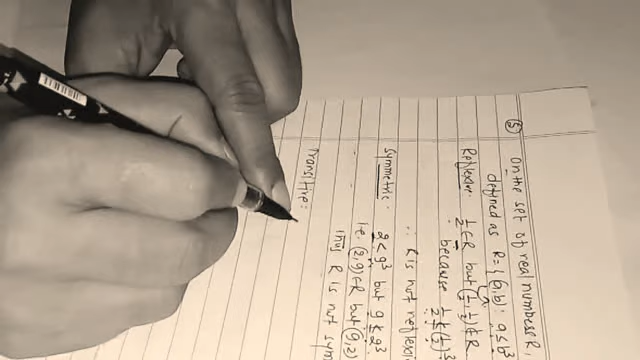 ⑤ On the set of real numbers R,
defined as R = { (a,b): a ≤ b³
Reflexive: ½ ∈ R but (½, ½) ∉ R
because ½ ≰ (½)³
∴ R is not reflexi
Symmetric: 2 < 9³ but 9 ≰ 2³
i.e. (2,9) ∈ R but (9,2)
Thus R is not sym
Transitive: